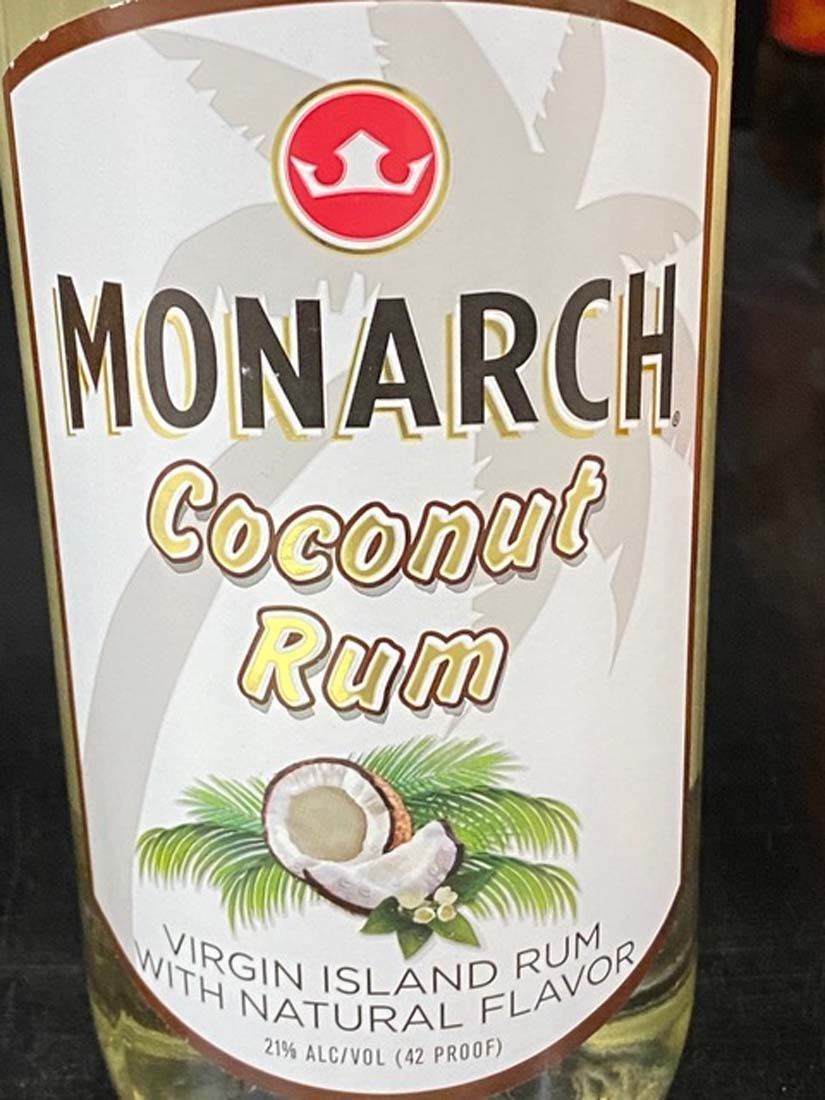 MONARCH®
Coconut
Rum
VIRGIN ISLAND RUM
WITH NATURAL FLAVOR
21% ALC/VOL (42 PROOF)